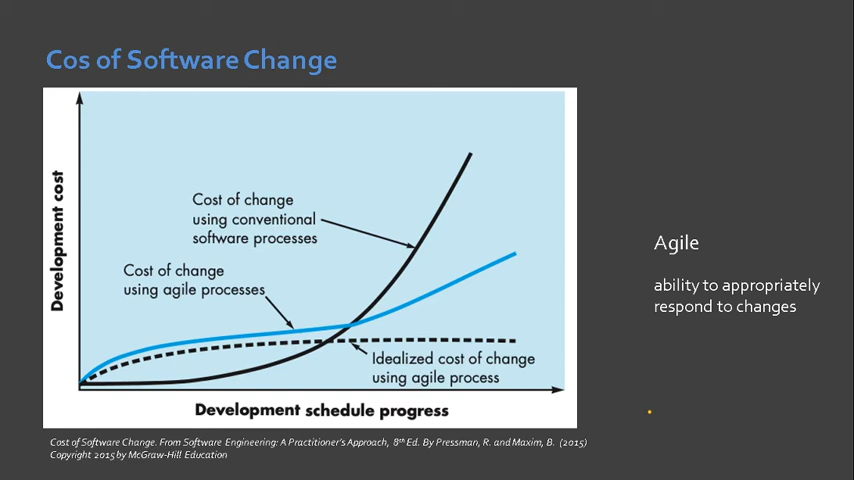 Cos of Software Change
Development cost
Cost of change
using conventional
software processes
Cost of change
using agile processes
Idealized cost of change
using agile process
Development schedule progress
Agile
ability to appropriately
respond to changes
Cost of Software Change. From Software Engineering: A Practitioner's Approach, 8th Ed. By Pressman, R. and Maxim, B. (2015)
Copyright 2015 by McGraw-Hill Education